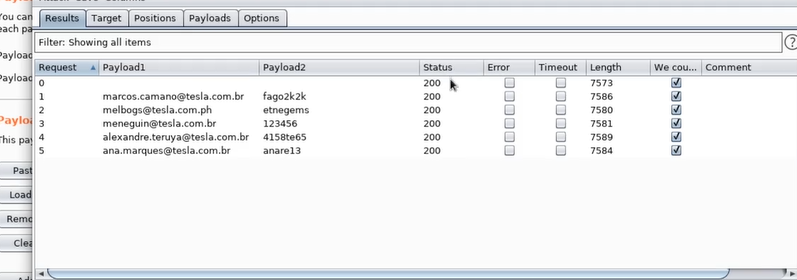 You can
each pa
Results Target Positions Payloads Options
Filter: Showing all items
Request Payload1 Payload2 Status Error Timeout Length We cou... Comment
0 200 7573
1 marcos.camano@tesla.com.br fago2k2k 200 7586
2 melbogs@tesla.com.ph etnegems 200 7580
3 meneguin@tesla.com.br 123456 200 7581
4 alexandre.teruya@tesla.com.br 4158te65 200 7589
5 ana.marques@tesla.com.br anare13 200 7584
Payload
Payload
Payloa
This pay
Past
Load
Remo
Clea